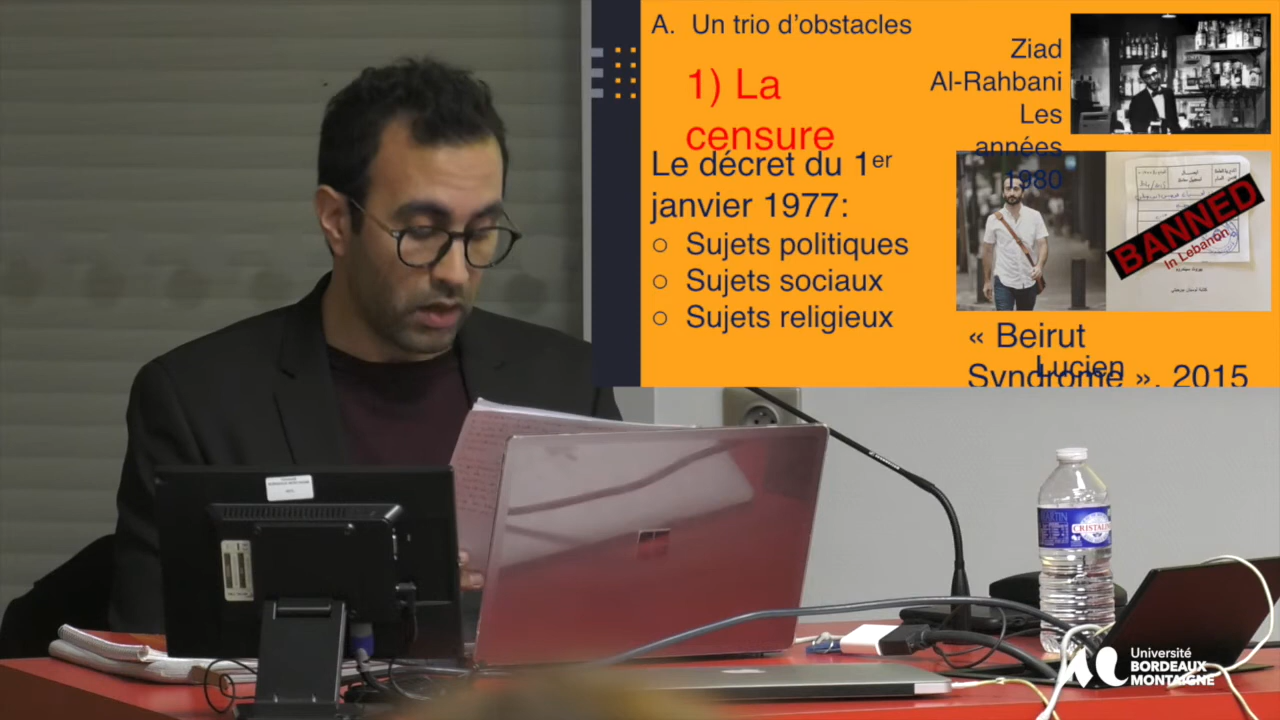 A. Un trio d'obstacles
1) La
censure
Le décret du 1er
janvier 1977:
○ Sujets politiques
○ Sujets sociaux
○ Sujets religieux
Ziad
Al-Rahbani
Les
années
1980
BANNED
In Lebanon
« Beirut
Syndrome », 2015
Lucien
CRISTAL
Université
BORDEAUX
MONTAIGNE